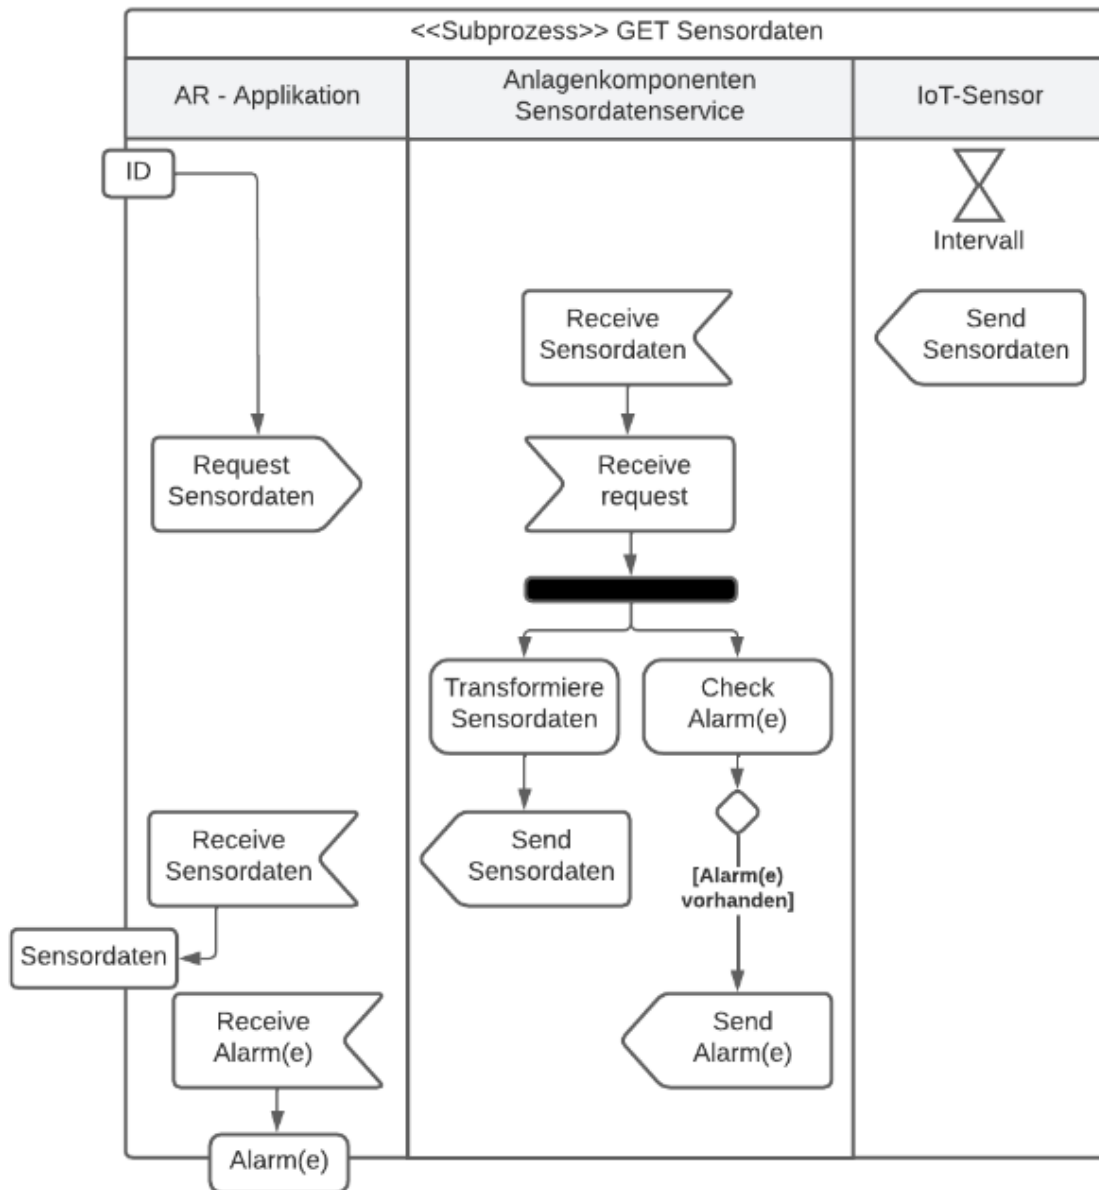 <<Subprozess>> GET Sensordaten
AR - Applikation
Anlagenkomponenten
Sensordatenservice
IoT-Sensor
ID
Intervall
Receive
Sensordaten
Send
Sensordaten
Request
Sensordaten
Receive
request
Transformiere
Sensordaten
Check
Alarm(e)
Receive
Sensordaten
Send
Sensordaten
[Alarm(e)
vorhanden]
Sensordaten
Receive
Alarm(e)
Send
Alarm(e)
Alarm(e)